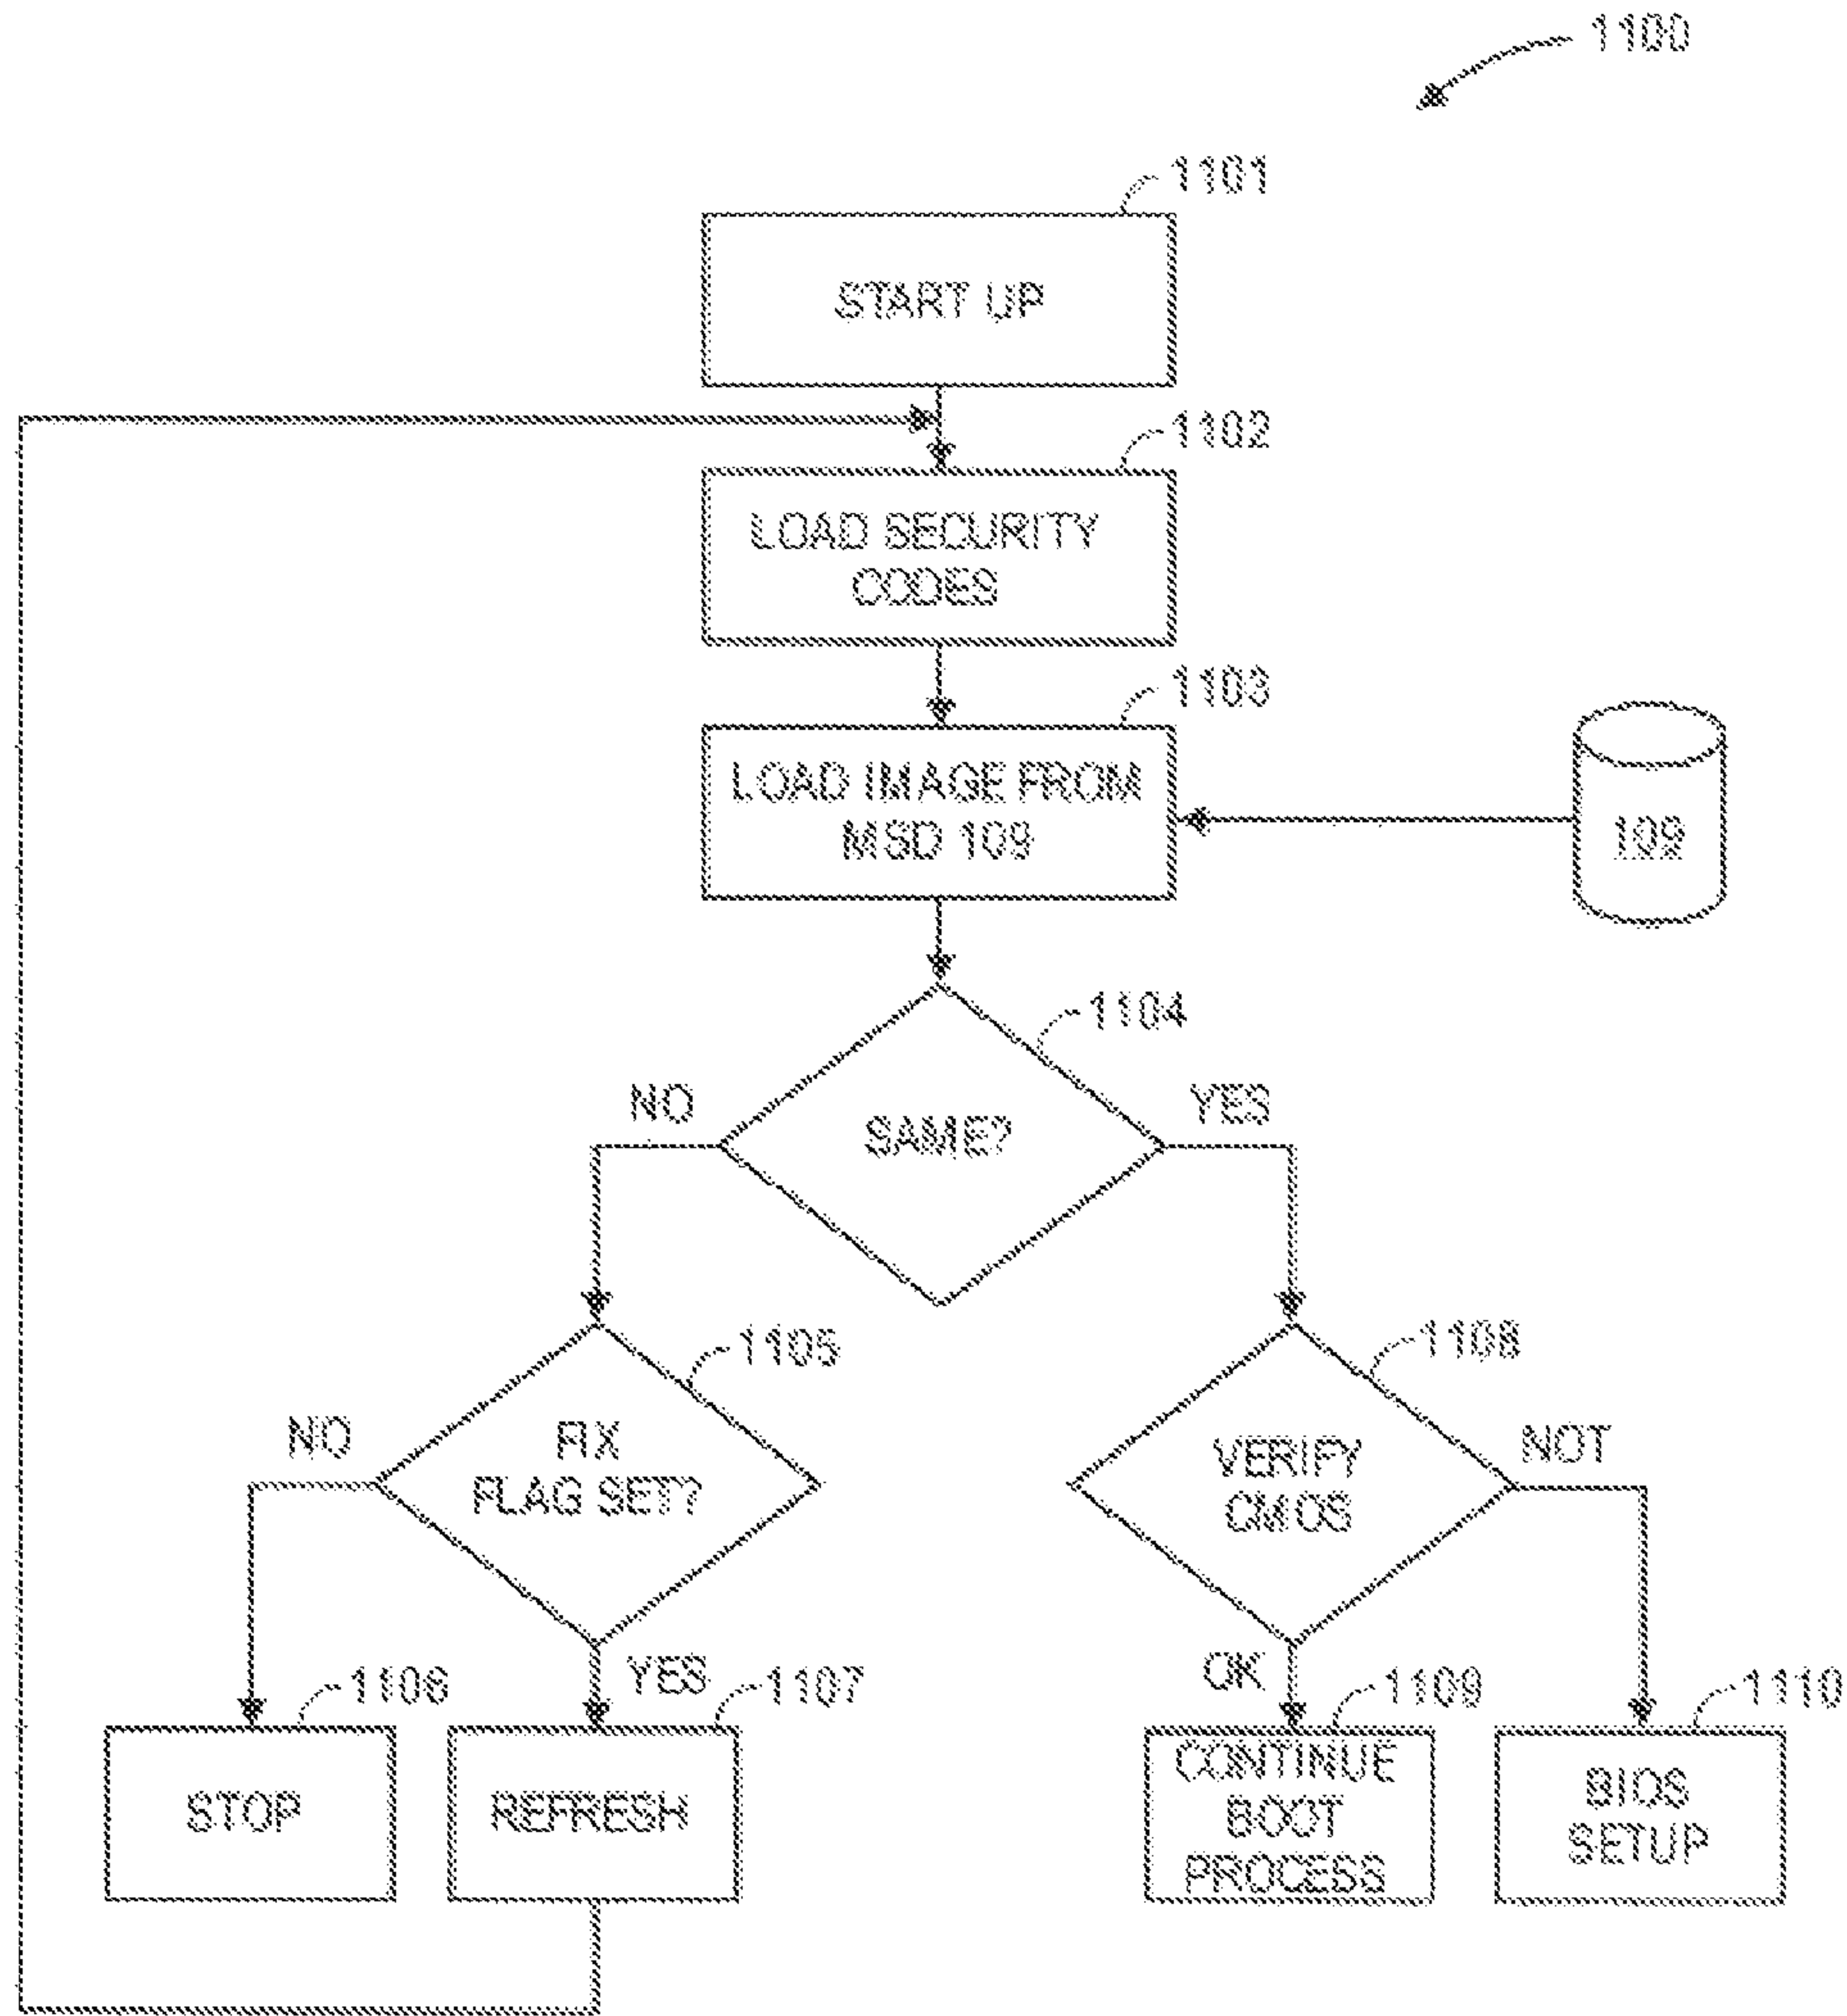 1100
1101
START UP
1102
LOAD SECURITY
CODES
1103
LOAD IMAGE FROM
MSD 109
109
1104
NO
SAME?
YES
1105
NO
FIX
FLAG SET?
YES
1108
VERIFY
CMOS
NOT
OK
1106
STOP
1107
REFRESH
1109
CONTINUE
BOOT
PROCESS
1110
BIOS
SETUP